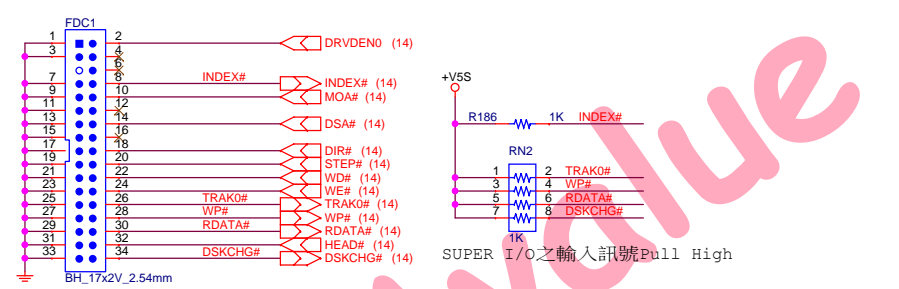 FDC1
1 2 DRVDEN0 (14)
3 4
6
7 8 INDEX# INDEX# (14)
9 10 MOA# (14)
11 12
13 14 DSA# (14)
15 16
17 18 DIR# (14)
19 20 STEP# (14)
21 22 WD# (14)
23 24 WE# (14)
25 26 TRAK0# TRAK0# (14)
27 28 WP# WP# (14)
29 30 RDATA# RDATA# (14)
31 32 HEAD# (14)
33 34 DSKCHG# DSKCHG# (14)
BH_17x2V_2.54mm
+V5S
R186 1K INDEX#
RN2
1 2 TRAK0#
3 4 WP#
5 6 RDATA#
7 8 DSKCHG#
1K
SUPER I/O之輸入訊號Pull High